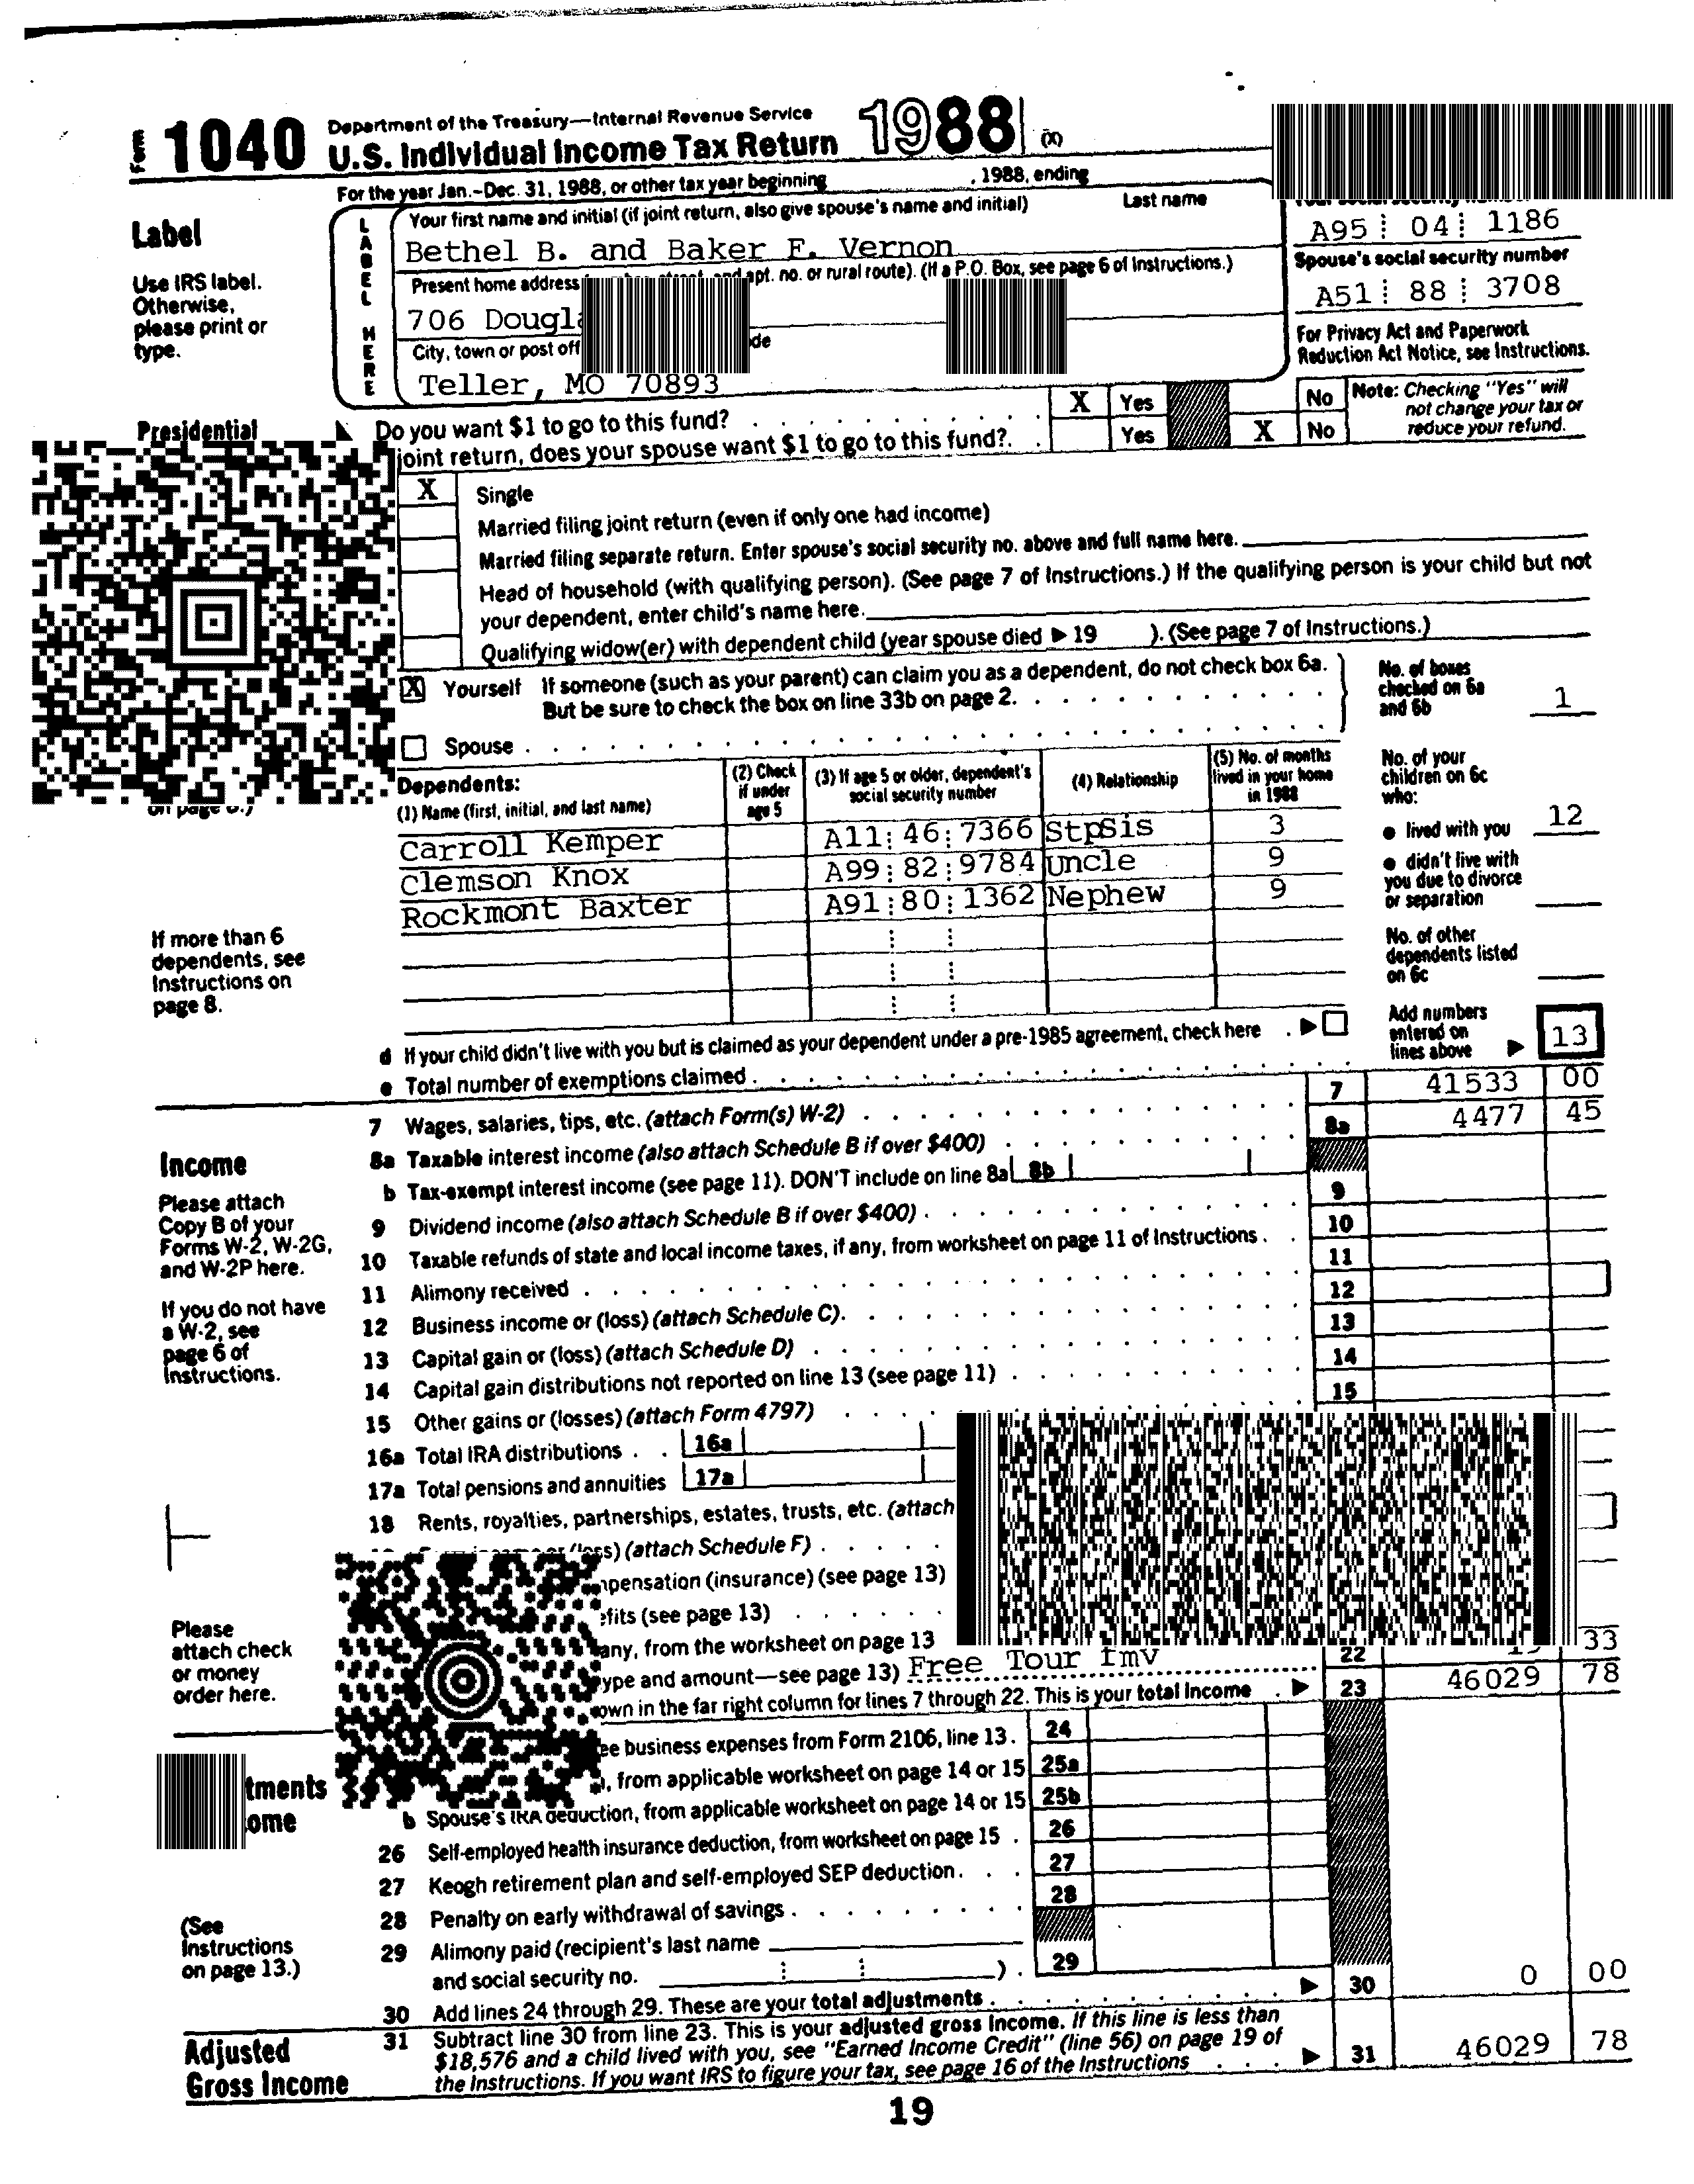 Form 1040 Department of the Treasury—Internal Revenue Service
U.S. Individual Income Tax Return 1988 (X)
For the year Jan.–Dec. 31, 1988, or other tax year beginning , 1988, ending
Label
Use IRS label.
Otherwise,
please print or
type.
LABEL HERE
Your first name and initial (if joint return, also give spouse's name and initial) Last name
Bethel B. and Baker F. Vernon
A95 04 1186
Present home address apt. no. or rural route). (If a P.O. Box, see page 6 of Instructions.)
706
Spouse's social security number
A51 88 3708
City, town or post
Teller, MO 70893
For Privacy Act and Paperwork
Reduction Act Notice, see Instructions.
Presidential
Do you want $1 to go to this fund? X Yes No
joint return, does your spouse want $1 to go to this fund? Yes X No
Note: Checking "Yes" will
not change your tax or
reduce your refund.
X Single
Married filing joint return (even if only one had income)
Married filing separate return. Enter spouse's social security no. above and full name here.
Head of household (with qualifying person). (See page 7 of Instructions.) If the qualifying person is your child but not
your dependent, enter child's name here.
Qualifying widow(er) with dependent child (year spouse died ▶ 19 ). (See page 7 of Instructions.)
X Yourself If someone (such as your parent) can claim you as a dependent, do not check box 6a.
But be sure to check the box on line 33b on page 2.
Spouse
No. of boxes
checked on 6a
and 6b 1
Dependents:
(1) Name (first, initial, and last name) (2) Check if under age 5 (3) If age 5 or older, dependent's social security number (4) Relationship (5) No. of months lived in your home in 1988
Carroll Kemper A11 46 7366 StpSis 3
Clemson Knox A99 82 9784 Uncle 9
Rockmont Baxter A91 80 1362 Nephew 9
No. of your
children on 6c
who:
● lived with you 12
● didn't live with
you due to divorce
or separation
No. of other
dependents listed
on 6c
Add numbers
entered on
lines above ▶ 13
on page
If more than 6
dependents, see
Instructions on
page 8.
d If your child didn't live with you but is claimed as your dependent under a pre-1985 agreement, check here ▶
e Total number of exemptions claimed
Income
Please attach
Copy B of your
Forms W-2, W-2G,
and W-2P here.
If you do not have
a W-2, see
page 6 of
Instructions.
7 Wages, salaries, tips, etc. (attach Form(s) W-2) 7 41533 00
8a Taxable interest income (also attach Schedule B if over $400) 8a 4477 45
b Tax-exempt interest income (see page 11). DON'T include on line 8a 8b
9 Dividend income (also attach Schedule B if over $400) 9
10 Taxable refunds of state and local income taxes, if any, from worksheet on page 11 of Instructions 10
11 Alimony received 11
12 Business income or (loss) (attach Schedule C) 12
13 Capital gain or (loss) (attach Schedule D) 13
14 Capital gain distributions not reported on line 13 (see page 11) 14
15 Other gains or (losses) (attach Form 4797) 15
16a Total IRA distributions 16a
17a Total pensions and annuities 17a
18 Rents, royalties, partnerships, estates, trusts, etc. (attach
(attach Schedule F)
(insurance) (see page 13)
(see page 13)
any, from the worksheet on page 13
and amount—see page 13) Free Tour fmv 22 33
in the far right column for lines 7 through 22. This is your total income ▶ 23 46029 78
Please
attach check
or money
order here.
business expenses from Form 2106, line 13. 24
from applicable worksheet on page 14 or 15 25a
b Spouse's IRA deduction, from applicable worksheet on page 14 or 15 25b
26 Self-employed health insurance deduction, from worksheet on page 15 26
27 Keogh retirement plan and self-employed SEP deduction 27
28 Penalty on early withdrawal of savings 28
29 Alimony paid (recipient's last name
and social security no. ) 29
(See
Instructions
on page 13.)
30 Add lines 24 through 29. These are your total adjustments ▶ 30 0 00
Adjusted
Gross Income
31 Subtract line 30 from line 23. This is your adjusted gross income. If this line is less than
$18,576 and a child lived with you, see "Earned Income Credit" (line 56) on page 19 of
the Instructions. If you want IRS to figure your tax, see page 16 of the Instructions ▶ 31 46029 78
19